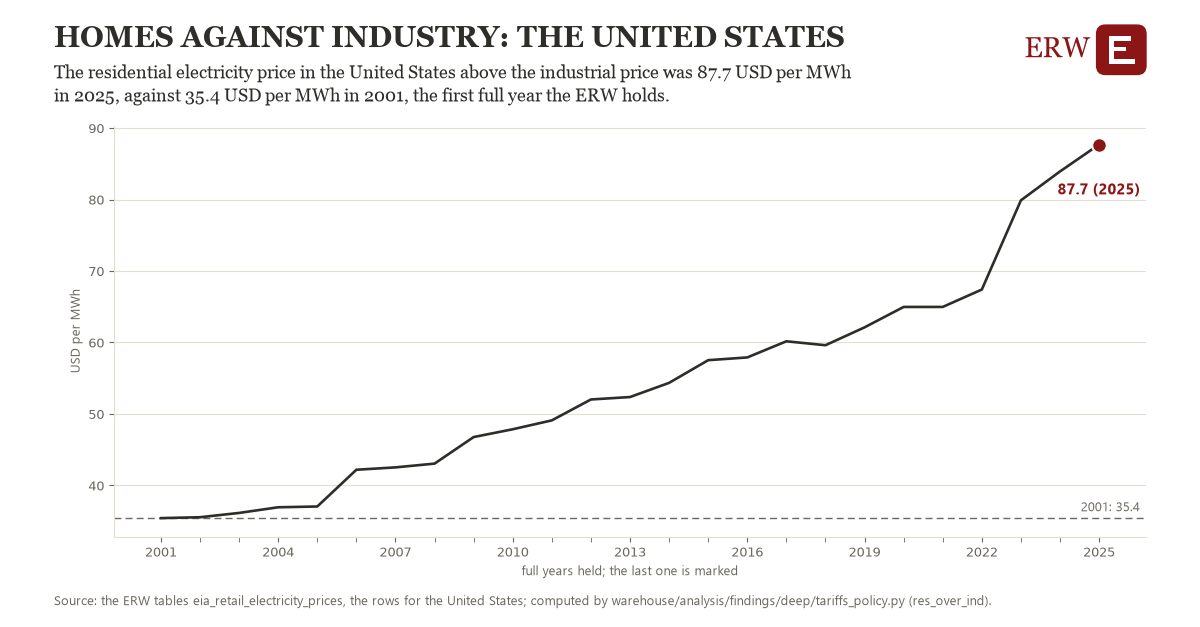 HOMES AGAINST INDUSTRY: THE UNITED STATES
ERW E
The residential electricity price in the United States above the industrial price was 87.7 USD per MWh
in 2025, against 35.4 USD per MWh in 2001, the first full year the ERW holds.
90
80
70
60
50
40
USD per MWh
87.7 (2025)
2001: 35.4
2001 2004 2007 2010 2013 2016 2019 2022 2025
full years held; the last one is marked
Source: the ERW tables eia_retail_electricity_prices, the rows for the United States; computed by warehouse/analysis/findings/deep/tariffs_policy.py (res_over_ind).